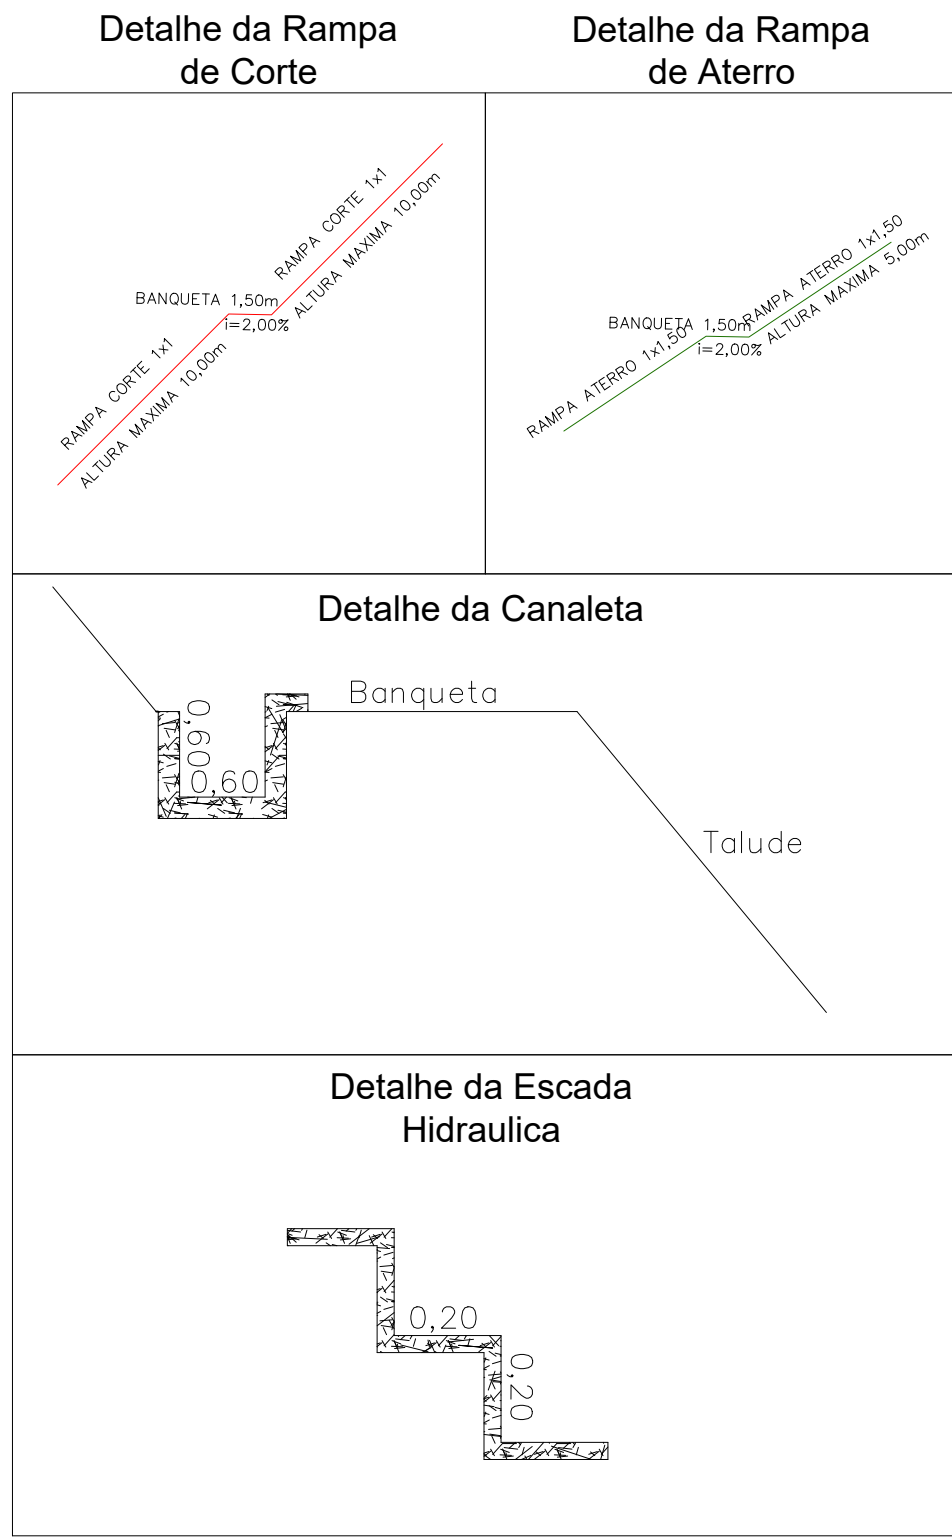 Detalhe da Rampa
de Corte
Detalhe da Rampa
de Aterro
RAMPA CORTE 1x1
ALTURA MAXIMA 10,00m
BANQUETA 1,50m
i=2,00%
RAMPA CORTE 1x1
ALTURA MAXIMA 10,00m
RAMPA ATERRO 1x1,50
ALTURA MAXIMA 5,00m
BANQUETA 1,50m
i=2,00%
RAMPA ATERRO 1x1,50
Detalhe da Canaleta
Banqueta
0,60
0,60
Talude
Detalhe da Escada
Hidraulica
0,20
0,20